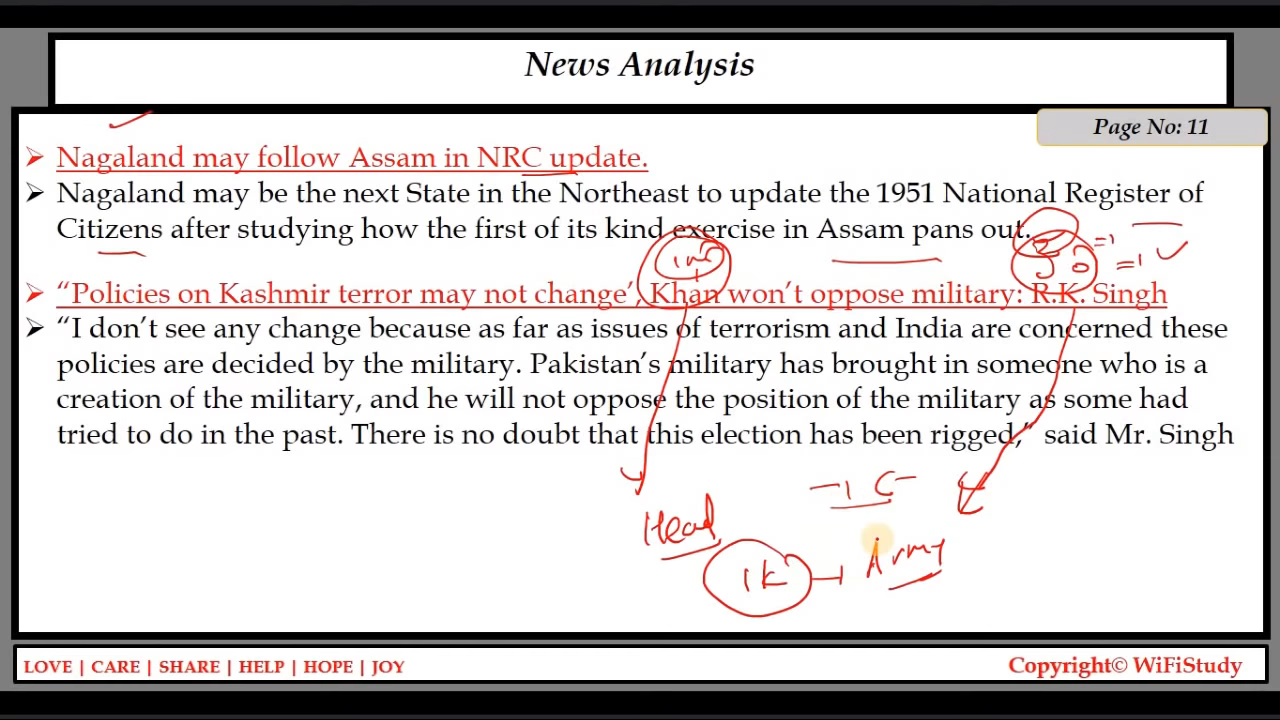 News Analysis
Page No: 11
➢ Nagaland may follow Assam in NRC update.
➢ Nagaland may be the next State in the Northeast to update the 1951 National Register of
Citizens after studying how the first of its kind exercise in Assam pans out.
➢ “Policies on Kashmir terror may not change’, Khan won’t oppose military: R.K. Singh
➢ “I don’t see any change because as far as issues of terrorism and India are concerned these
policies are decided by the military. Pakistan’s military has brought in someone who is a
creation of the military, and he will not oppose the position of the military as some had
tried to do in the past. There is no doubt that this election has been rigged,” said Mr. Singh
Head
IK
Army
LOVE | CARE | SHARE | HELP | HOPE | JOY
Copyright© WiFiStudy